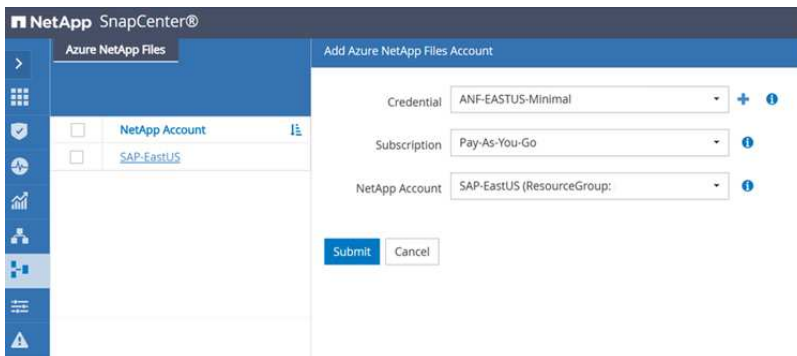 NetApp SnapCenter®
Azure NetApp Files
NetApp Account
SAP-EastUS
Add Azure NetApp Files Account
Credential ANF-EASTUS-Minimal
Subscription Pay-As-You-Go
NetApp Account SAP-EastUS (ResourceGroup:
Submit Cancel